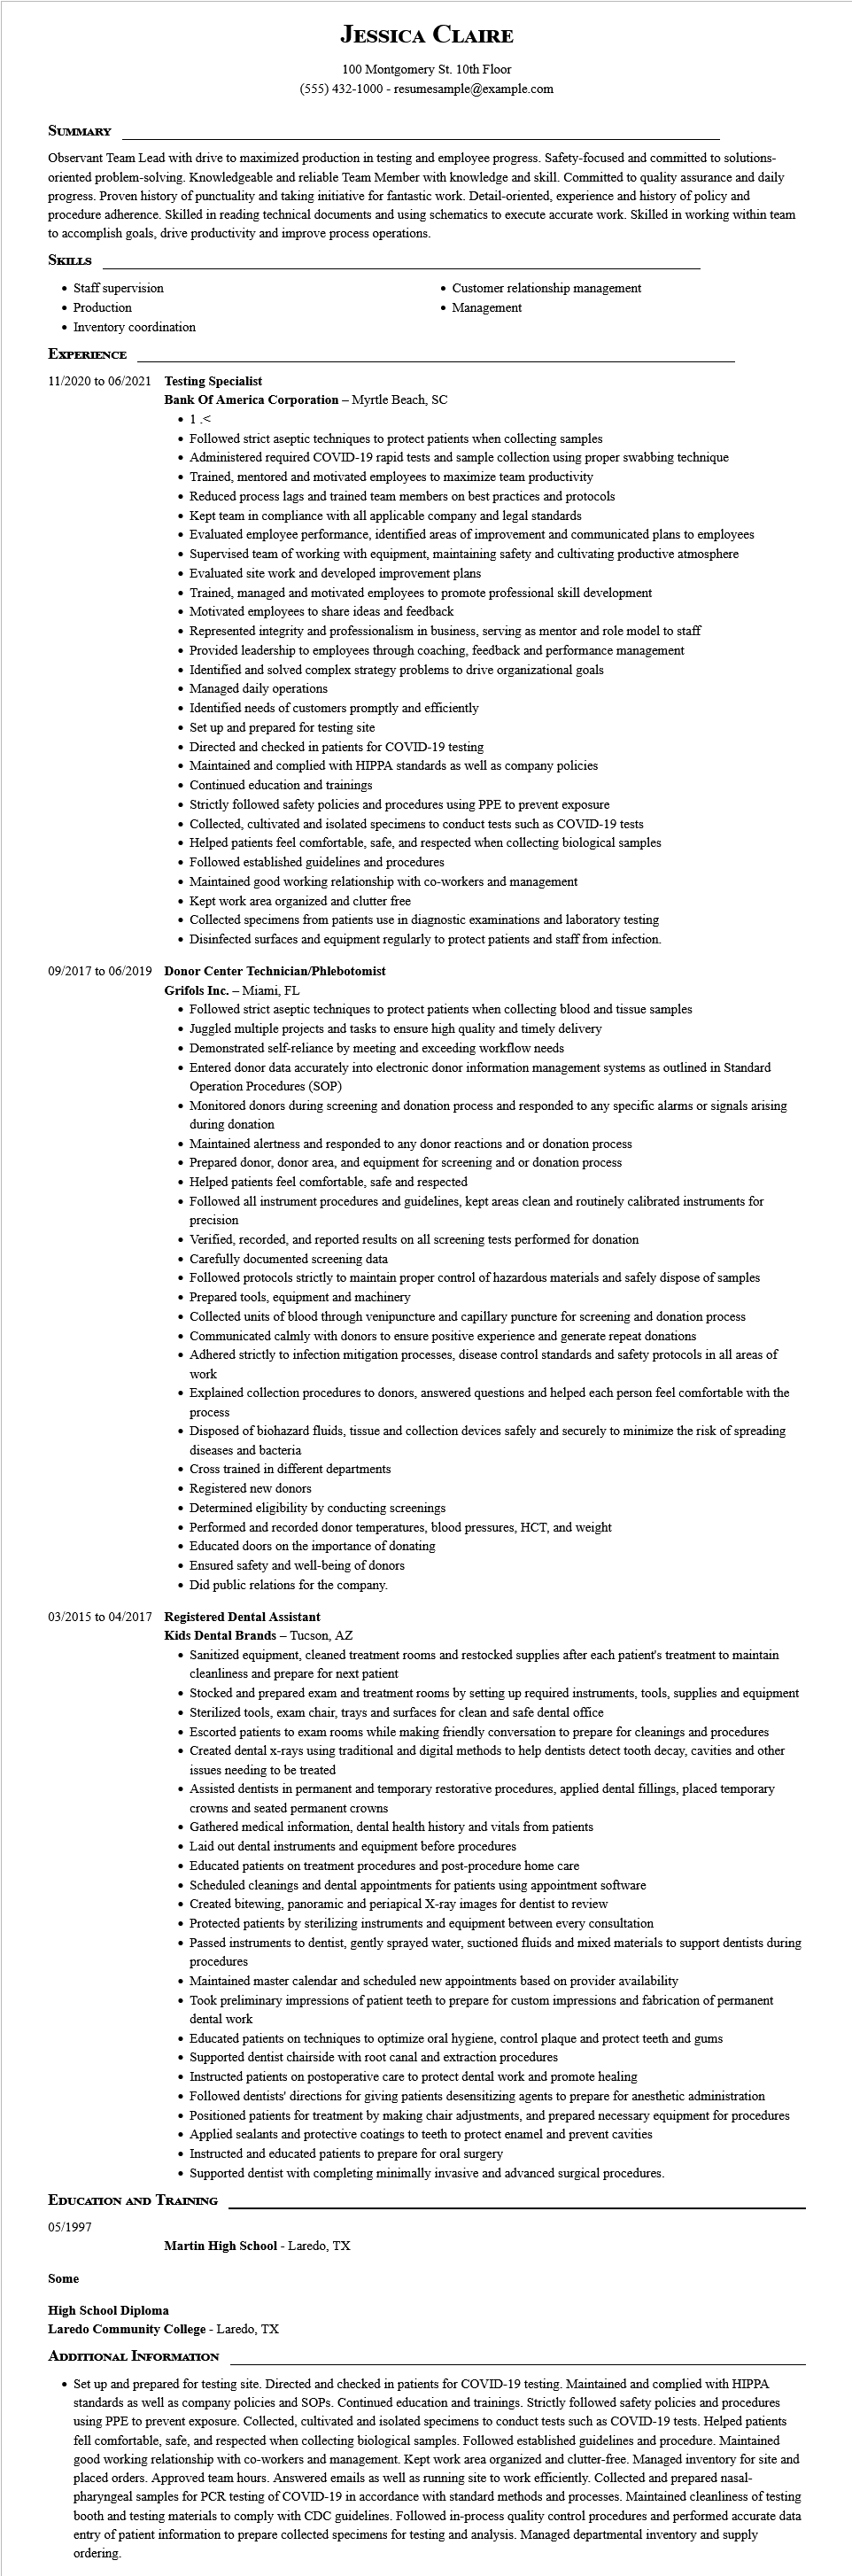 Jessica Claire
100 Montgomery St. 10th Floor
(555) 432-1000 - resumesample@example.com
Summary
Observant Team Lead with drive to maximized production in testing and employee progress. Safety-focused and committed to solutions-
oriented problem-solving. Knowledgeable and reliable Team Member with knowledge and skill. Committed to quality assurance and daily
progress. Proven history of punctuality and taking initiative for fantastic work. Detail-oriented, experience and history of policy and
procedure adherence. Skilled in reading technical documents and using schematics to execute accurate work. Skilled in working within team
to accomplish goals, drive productivity and improve process operations.
Skills
• Staff supervision
• Production
• Inventory coordination
• Customer relationship management
• Management
Experience
11/2020 to 06/2021 Testing Specialist
Bank Of America Corporation – Myrtle Beach, SC
• 1 .<
• Followed strict aseptic techniques to protect patients when collecting samples
• Administered required COVID-19 rapid tests and sample collection using proper swabbing technique
• Trained, mentored and motivated employees to maximize team productivity
• Reduced process lags and trained team members on best practices and protocols
• Kept team in compliance with all applicable company and legal standards
• Evaluated employee performance, identified areas of improvement and communicated plans to employees
• Supervised team of working with equipment, maintaining safety and cultivating productive atmosphere
• Evaluated site work and developed improvement plans
• Trained, managed and motivated employees to promote professional skill development
• Motivated employees to share ideas and feedback
• Represented integrity and professionalism in business, serving as mentor and role model to staff
• Provided leadership to employees through coaching, feedback and performance management
• Identified and solved complex strategy problems to drive organizational goals
• Managed daily operations
• Identified needs of customers promptly and efficiently
• Set up and prepared for testing site
• Directed and checked in patients for COVID-19 testing
• Maintained and complied with HIPPA standards as well as company policies
• Continued education and trainings
• Strictly followed safety policies and procedures using PPE to prevent exposure
• Collected, cultivated and isolated specimens to conduct tests such as COVID-19 tests
• Helped patients feel comfortable, safe, and respected when collecting biological samples
• Followed established guidelines and procedures
• Maintained good working relationship with co-workers and management
• Kept work area organized and clutter free
• Collected specimens from patients use in diagnostic examinations and laboratory testing
• Disinfected surfaces and equipment regularly to protect patients and staff from infection.
09/2017 to 06/2019 Donor Center Technician/Phlebotomist
Grifols Inc. – Miami, FL
• Followed strict aseptic techniques to protect patients when collecting blood and tissue samples
• Juggled multiple projects and tasks to ensure high quality and timely delivery
• Demonstrated self-reliance by meeting and exceeding workflow needs
• Entered donor data accurately into electronic donor information management systems as outlined in Standard
Operation Procedures (SOP)
• Monitored donors during screening and donation process and responded to any specific alarms or signals arising
during donation
• Maintained alertness and responded to any donor reactions and or donation process
• Prepared donor, donor area, and equipment for screening and or donation process
• Helped patients feel comfortable, safe and respected
• Followed all instrument procedures and guidelines, kept areas clean and routinely calibrated instruments for
precision
• Verified, recorded, and reported results on all screening tests performed for donation
• Carefully documented screening data
• Followed protocols strictly to maintain proper control of hazardous materials and safely dispose of samples
• Prepared tools, equipment and machinery
• Collected units of blood through venipuncture and capillary puncture for screening and donation process
• Communicated calmly with donors to ensure positive experience and generate repeat donations
• Adhered strictly to infection mitigation processes, disease control standards and safety protocols in all areas of
work
• Explained collection procedures to donors, answered questions and helped each person feel comfortable with the
process
• Disposed of biohazard fluids, tissue and collection devices safely and securely to minimize the risk of spreading
diseases and bacteria
• Cross trained in different departments
• Registered new donors
• Determined eligibility by conducting screenings
• Performed and recorded donor temperatures, blood pressures, HCT, and weight
• Educated doors on the importance of donating
• Ensured safety and well-being of donors
• Did public relations for the company.
03/2015 to 04/2017 Registered Dental Assistant
Kids Dental Brands – Tucson, AZ
• Sanitized equipment, cleaned treatment rooms and restocked supplies after each patient's treatment to maintain
cleanliness and prepare for next patient
• Stocked and prepared exam and treatment rooms by setting up required instruments, tools, supplies and equipment
• Sterilized tools, exam chair, trays and surfaces for clean and safe dental office
• Escorted patients to exam rooms while making friendly conversation to prepare for cleanings and procedures
• Created dental x-rays using traditional and digital methods to help dentists detect tooth decay, cavities and other
issues needing to be treated
• Assisted dentists in permanent and temporary restorative procedures, applied dental fillings, placed temporary
crowns and seated permanent crowns
• Gathered medical information, dental health history and vitals from patients
• Laid out dental instruments and equipment before procedures
• Educated patients on treatment procedures and post-procedure home care
• Scheduled cleanings and dental appointments for patients using appointment software
• Created bitewing, panoramic and periapical X-ray images for dentist to review
• Protected patients by sterilizing instruments and equipment between every consultation
• Passed instruments to dentist, gently sprayed water, suctioned fluids and mixed materials to support dentists during
procedures
• Maintained master calendar and scheduled new appointments based on provider availability
• Took preliminary impressions of patient teeth to prepare for custom impressions and fabrication of permanent
dental work
• Educated patients on techniques to optimize oral hygiene, control plaque and protect teeth and gums
• Supported dentist chairside with root canal and extraction procedures
• Instructed patients on postoperative care to protect dental work and promote healing
• Followed dentists' directions for giving patients desensitizing agents to prepare for anesthetic administration
• Positioned patients for treatment by making chair adjustments, and prepared necessary equipment for procedures
• Applied sealants and protective coatings to teeth to protect enamel and prevent cavities
• Instructed and educated patients to prepare for oral surgery
• Supported dentist with completing minimally invasive and advanced surgical procedures.
Education and Training
05/1997
Martin High School - Laredo, TX
Some
High School Diploma
Laredo Community College - Laredo, TX
Additional Information
• Set up and prepared for testing site. Directed and checked in patients for COVID-19 testing. Maintained and complied with HIPPA
standards as well as company policies and SOPs. Continued education and trainings. Strictly followed safety policies and procedures
using PPE to prevent exposure. Collected, cultivated and isolated specimens to conduct tests such as COVID-19 tests. Helped patients
fell comfortable, safe, and respected when collecting biological samples. Followed established guidelines and procedure. Maintained
good working relationship with co-workers and management. Kept work area organized and clutter-free. Managed inventory for site and
placed orders. Approved team hours. Answered emails as well as running site to work efficiently. Collected and prepared nasal-
pharyngeal samples for PCR testing of COVID-19 in accordance with standard methods and processes. Maintained cleanliness of testing
booth and testing materials to comply with CDC guidelines. Followed in-process quality control procedures and performed accurate data
entry of patient information to prepare collected specimens for testing and analysis. Managed departmental inventory and supply
ordering.